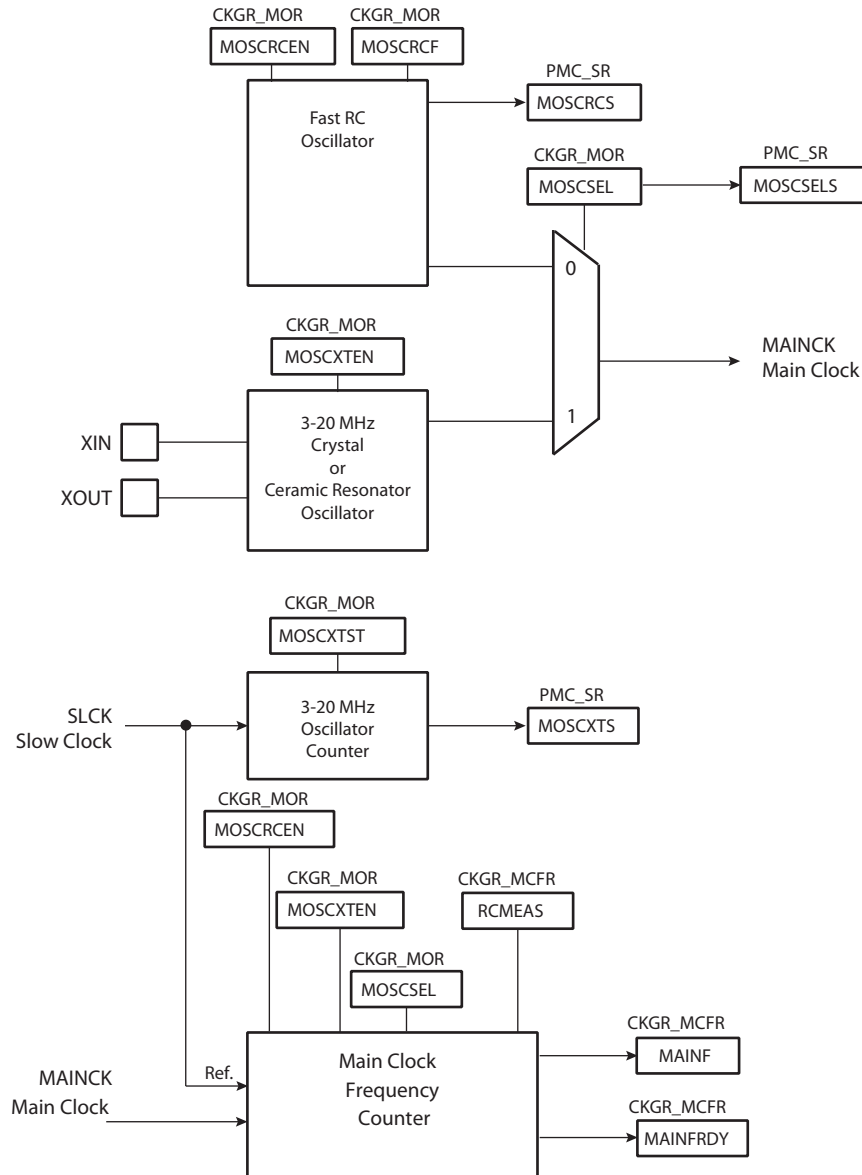 CKGR_MOR
CKGR_MOR
MOSCRCEN
MOSCRCF
PMC_SR
MOSCRCS
Fast RC
Oscillator
CKGR_MOR
MOSCSEL
PMC_SR
MOSCSELS
0
CKGR_MOR
MOSCXTEN
MAINCK
Main Clock
3-20 MHz
Crystal
or
Ceramic Resonator
Oscillator
1
XIN
XOUT
CKGR_MOR
MOSCXTST
SLCK
Slow Clock
3-20 MHz
Oscillator
Counter
PMC_SR
MOSCXTS
CKGR_MOR
MOSCRCEN
CKGR_MOR
MOSCXTEN
CKGR_MCFR
RCMEAS
CKGR_MOR
MOSCSEL
CKGR_MCFR
MAINF
MAINCK
Main Clock
Ref.
Main Clock
Frequency
Counter
CKGR_MCFR
MAINFRDY